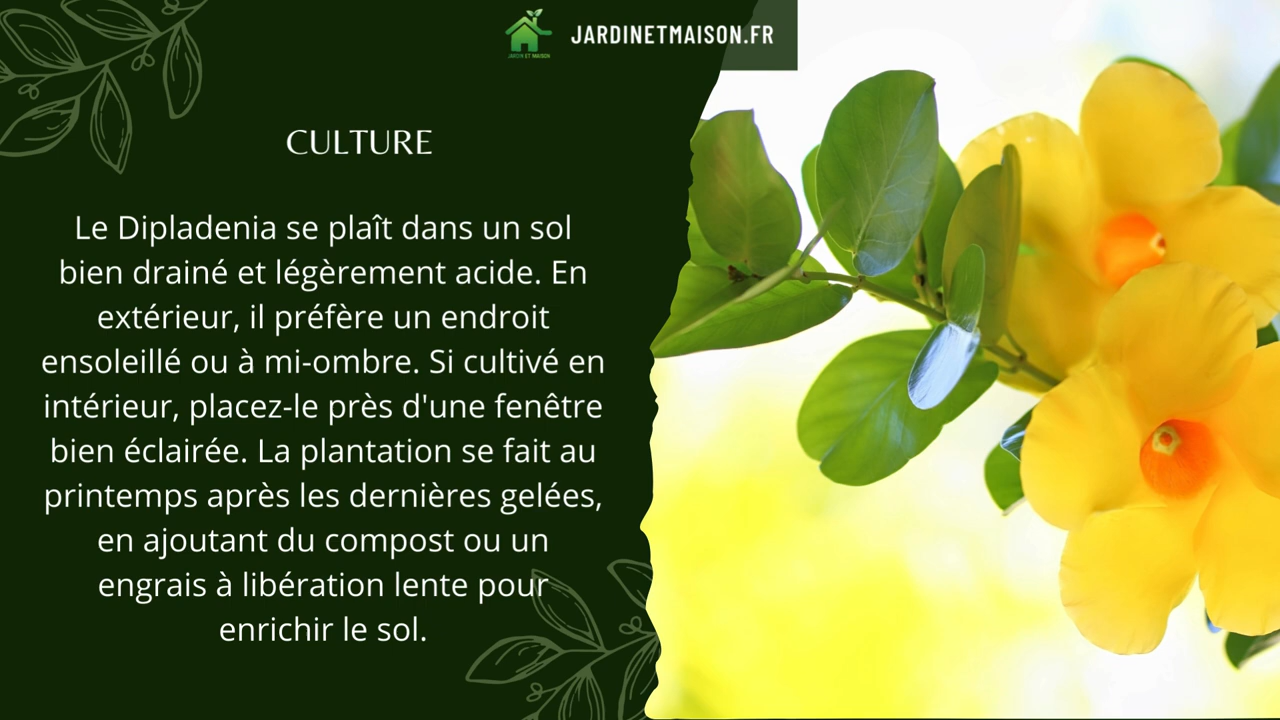 JARDINETMAISON.FR
JARDIN ET MAISON
CULTURE
Le Dipladenia se plaît dans un sol
bien drainé et légèrement acide. En
extérieur, il préfère un endroit
ensoleillé ou à mi-ombre. Si cultivé en
intérieur, placez-le près d'une fenêtre
bien éclairée. La plantation se fait au
printemps après les dernières gelées,
en ajoutant du compost ou un
engrais à libération lente pour
enrichir le sol.